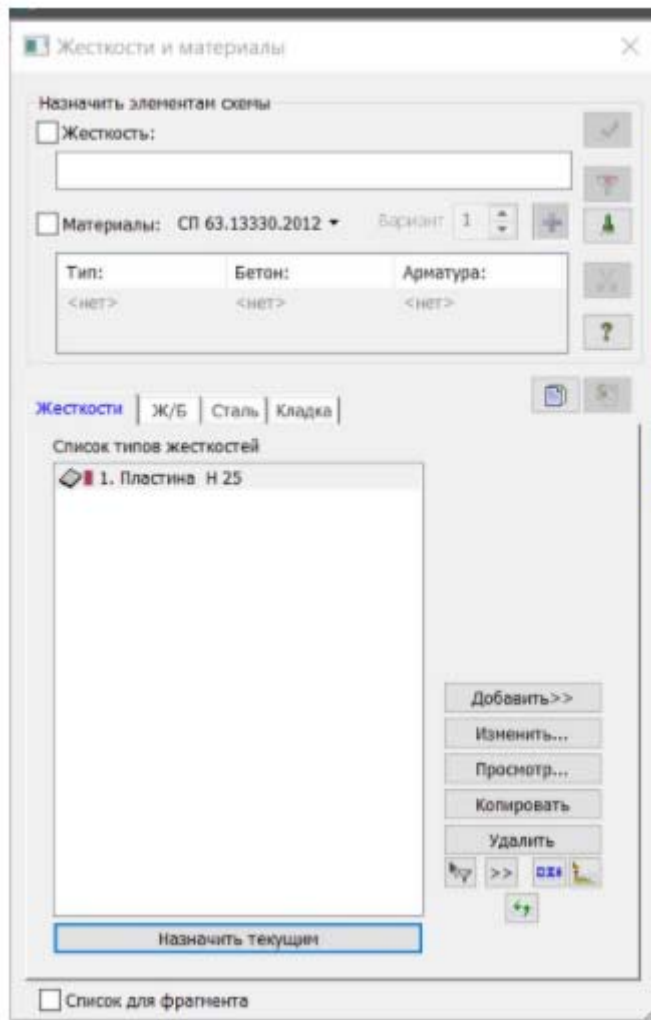 Жесткости и материалы
Назначить элементам схемы
Жесткость:
Материалы: СП 63.13330.2012 Вариант 1
Тип: Бетон: Арматура:
<нет> <нет> <нет>
?
Жесткости Ж/Б Сталь Кладка
Список типов жесткостей
1. Пластина Н 25
Добавить>>
Изменить...
Просмотр...
Копировать
Удалить
>>
Назначить текущим
Список для фрагмента